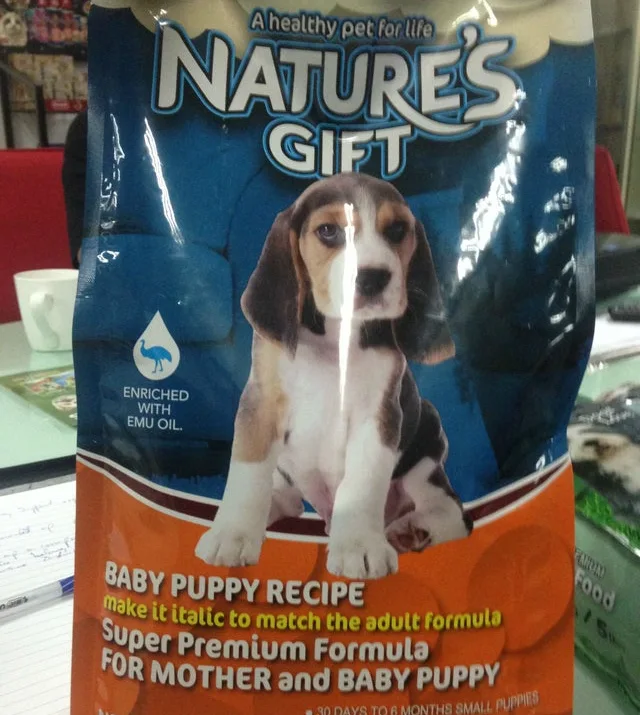 A healthy pet for life
NATURE'S
GIFT
ENRICHED
WITH
EMU OIL.
BABY PUPPY RECIPE
make it italic to match the adult formula
Super Premium Formula
FOR MOTHER and BABY PUPPY
• 30 DAYS TO 6 MONTHS SMALL PUPPIES
Food